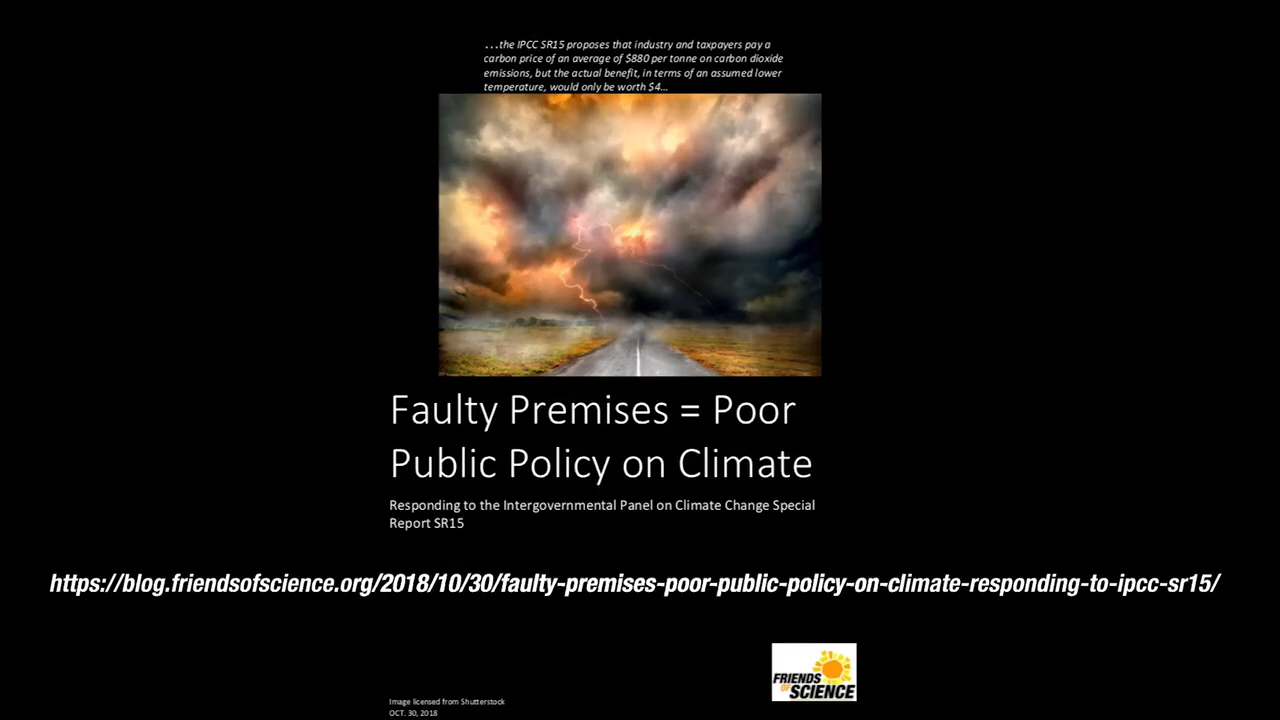 ...the IPCC SR15 proposes that industry and taxpayers pay a
carbon price of an average of $880 per tonne on carbon dioxide
emissions, but the actual benefit, in terms of an assumed lower
temperature, would only be worth $4...
Faulty Premises = Poor
Public Policy on Climate
Responding to the Intergovernmental Panel on Climate Change Special
Report SR15
https://blog.friendsofscience.org/2018/10/30/faulty-premises-poor-public-policy-on-climate-responding-to-ipcc-sr15/
FRIENDS
OF SCIENCE
Image licensed from Shutterstock
OCT. 30, 2018